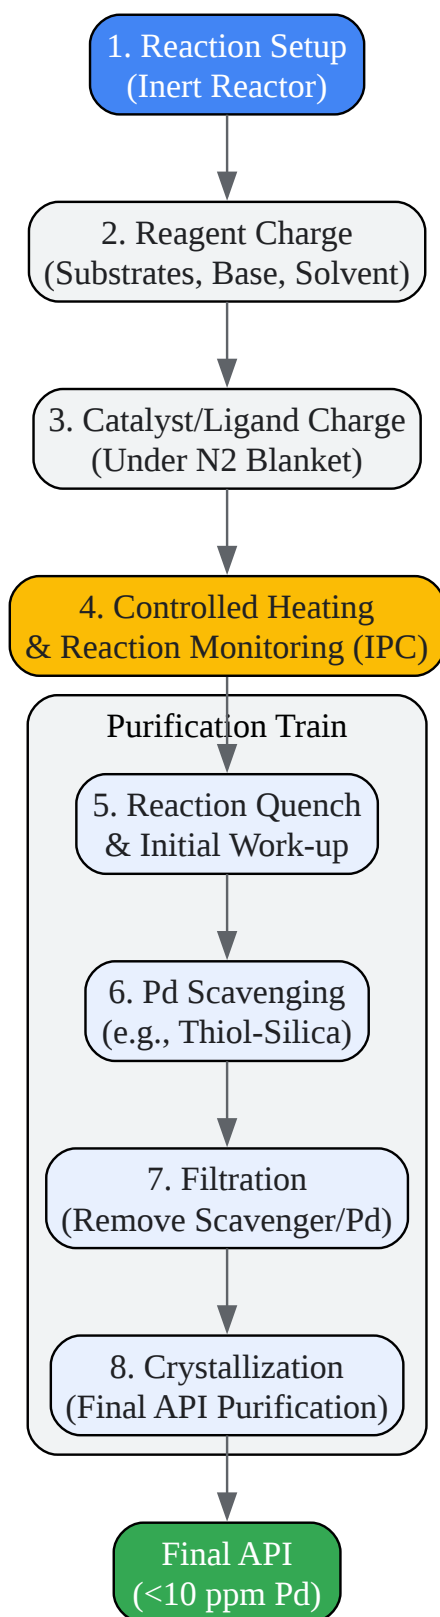 1. Reaction Setup
(Inert Reactor)
2. Reagent Charge
(Substrates, Base, Solvent)
3. Catalyst/Ligand Charge
(Under N2 Blanket)
4. Controlled Heating
& Reaction Monitoring (IPC)
Purification Train
5. Reaction Quench
& Initial Work-up
6. Pd Scavenging
(e.g., Thiol-Silica)
7. Filtration
(Remove Scavenger/Pd)
8. Crystallization
(Final API Purification)
Final API
(<10 ppm Pd)